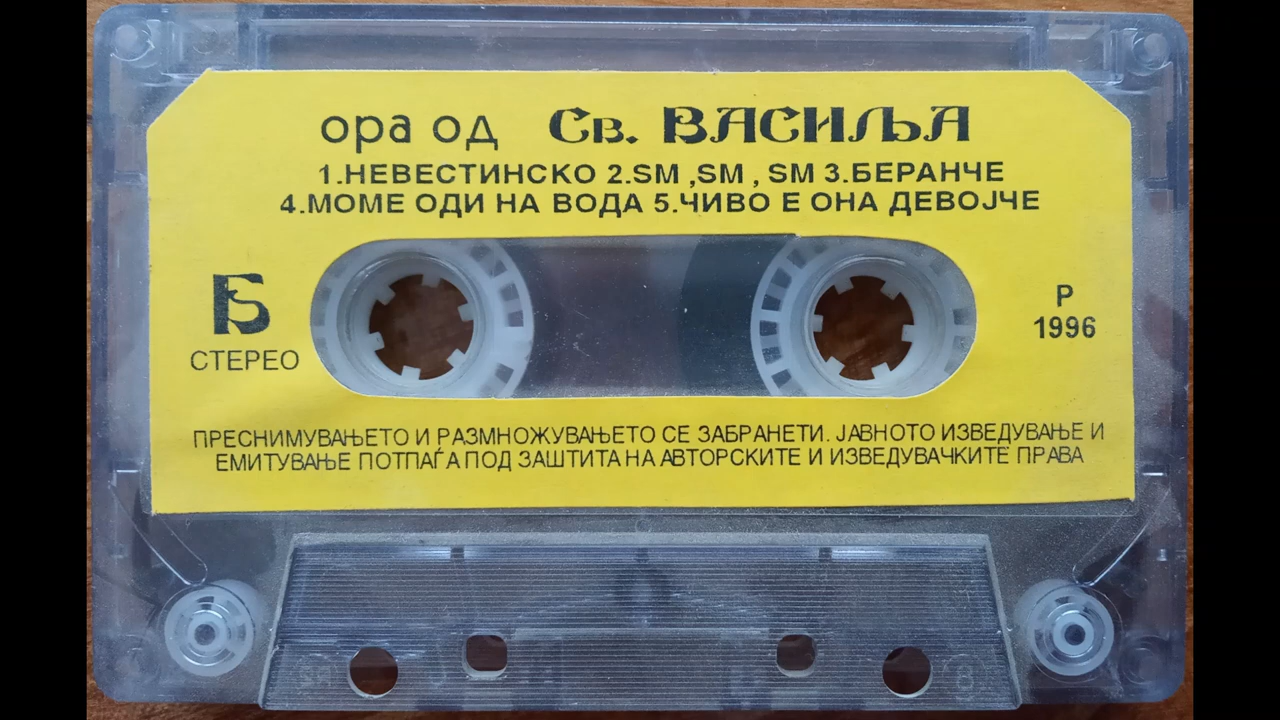 ора од Св. ВАСИЉА
1.НЕВЕСТИНСКО 2.SM ,SM , SM 3.БЕРАНЧЕ
4.МОМЕ ОДИ НА ВОДА 5.ЧИВО Е ОНА ДЕВОЈЧЕ
Б
СТЕРЕО
P
1996
ПРЕСНИМУВАЊЕТО И РАЗМНОЖУВАЊЕТО СЕ ЗАБРАНЕТИ. ЈАВНОТО ИЗВЕДУВАЊЕ И
ЕМИТУВАЊЕ ПОТПАЃА ПОД ЗАШТИТА НА АВТОРСКИТЕ И ИЗВЕДУВАЧКИТЕ ПРАВА